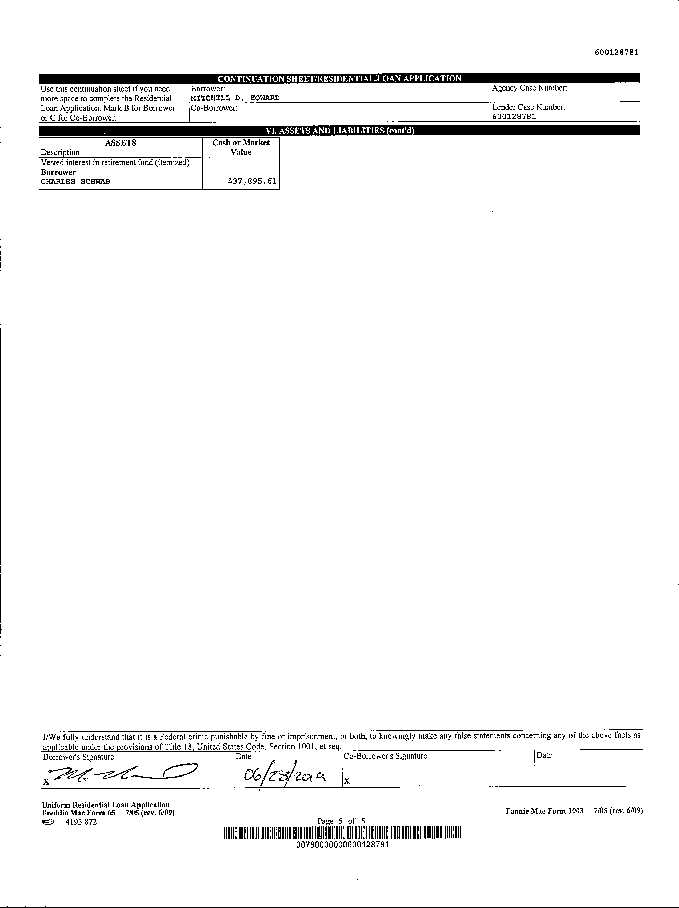 600128781
CONTINUATION SHEET/RESIDENTIAL LOAN APPLICATION
Use this continuation sheet if you need
more space to complete the Residential
Loan Application. Mark B for Borrower
or C for Co-Borrower.
Borrower:
MITCHELL D. HOWARD
Co-Borrower:
Agency Case Number:
Lender Case Number:
600128781
VI. ASSETS AND LIABILITIES (cont'd)
ASSETS
Description
Cash or Market
Value
Vested interest in retirement fund (itemized)
Borrower
CHARLES SCHWAB 437,895.61
I/We fully understand that it is a Federal crime punishable by fine or imprisonment, or both, to knowingly make any false statements concerning any of the above facts as
applicable under the provisions of Title 18, United States Code, Section 1001, et seq.
Borrower's Signature
Date
Co-Borrower's Signature
Date
X
X
Uniform Residential Loan Application
Freddie Mac Form 65 7/05 (rev. 6/09)
Page 5 of 5
Fannie Mae Form 1003 7/05 (rev. 6/09)